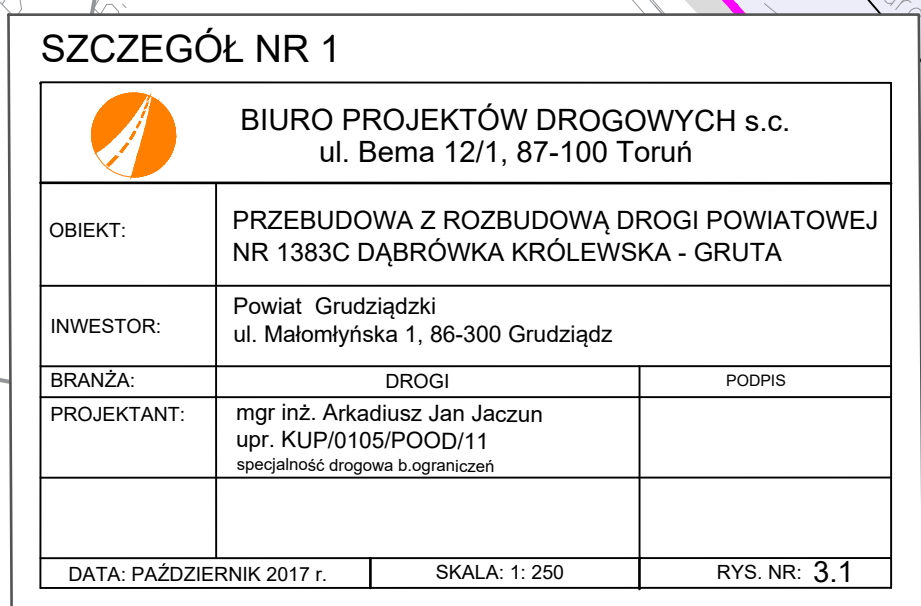 SZCZEGÓŁ NR 1
BIURO PROJEKTÓW DROGOWYCH s.c.
ul. Bema 12/1, 87-100 Toruń
OBIEKT:
PRZEBUDOWA Z ROZBUDOWĄ DROGI POWIATOWEJ
NR 1383C DĄBRÓWKA KRÓLEWSKA - GRUTA
INWESTOR:
Powiat Grudziądzki
ul. Małomłyńska 1, 86-300 Grudziądz
BRANŻA: DROGI PODPIS
PROJEKTANT:
mgr inż. Arkadiusz Jan Jaczun
upr. KUP/0105/POOD/11
specjalność drogowa b.ograniczeń
DATA: PAŹDZIERNIK 2017 r. SKALA: 1: 250 RYS. NR: 3.1